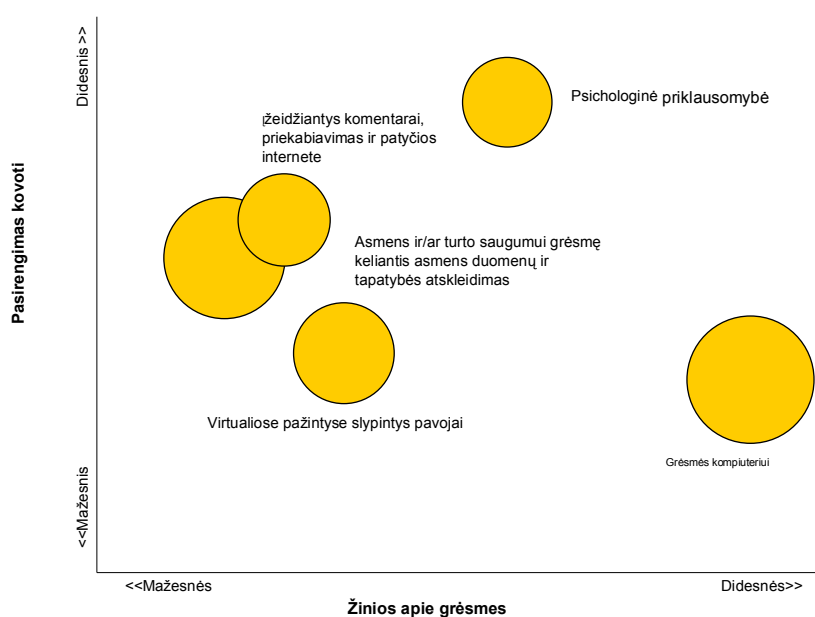 Didesnis >>
Psichologinė priklausomybė
įžeidžiantys komentarai,
priekabiavimas ir patyčios
internete
Pasirengimas kovoti
Asmens ir/ar turto saugumui grėsmę
keliantis asmens duomenų ir
tapatybės atskleidimas
Virtualiose pažintyse slypintys pavojai
Grėsmės kompiuteriui
<<Mažesnis
<<Mažesnės
Didesnės>>
Žinios apie grėsmes